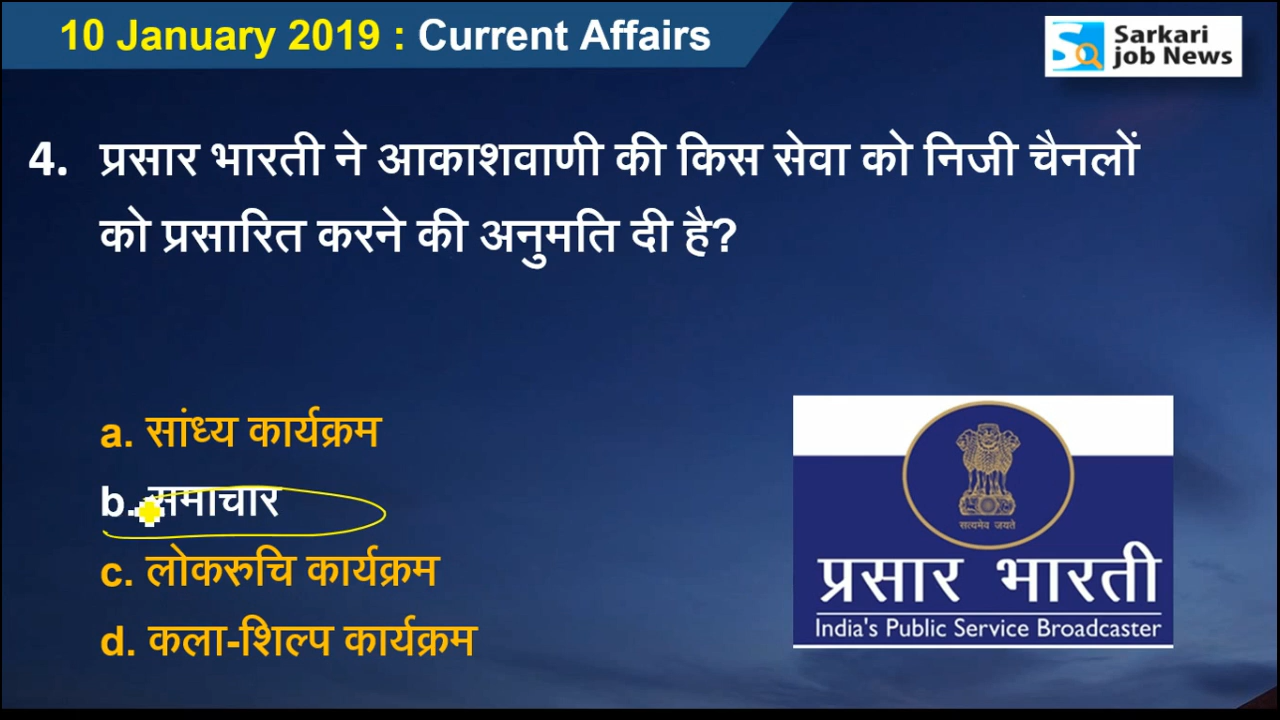 10 January 2019 : Current Affairs
Sarkari
Job News
4. प्रसार भारती ने आकाशवाणी की किस सेवा को निजी चैनलों
को प्रसारित करने की अनुमति दी है?
a. सांध्य कार्यक्रम
b. समाचार
c. लोकरुचि कार्यक्रम
d. कला-शिल्प कार्यक्रम
सत्यमेव जयते
प्रसार भारती
India's Public Service Broadcaster